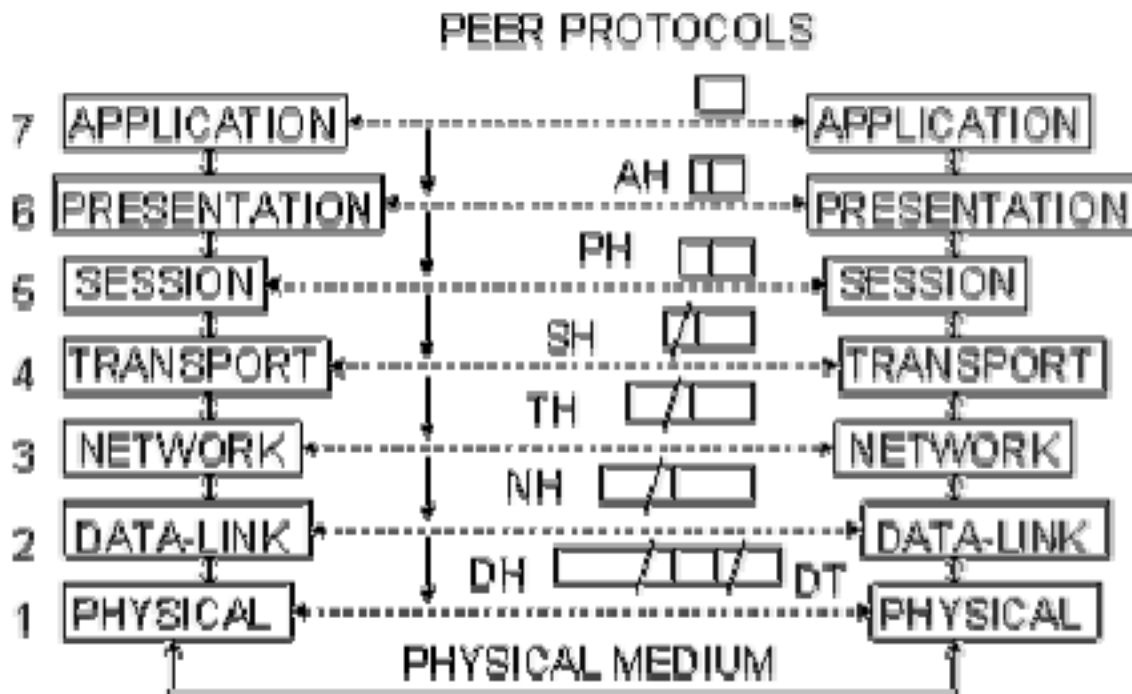 PEER PROTOCOLS
7 APPLICATION APPLICATION
AH
6 PRESENTATION PRESENTATION
PH
5 SESSION SESSION
SH
4 TRANSPORT TRANSPORT
TH
3 NETWORK NETWORK
NH
2 DATA-LINK DATA-LINK
DH DT
1 PHYSICAL PHYSICAL
PHYSICAL MEDIUM